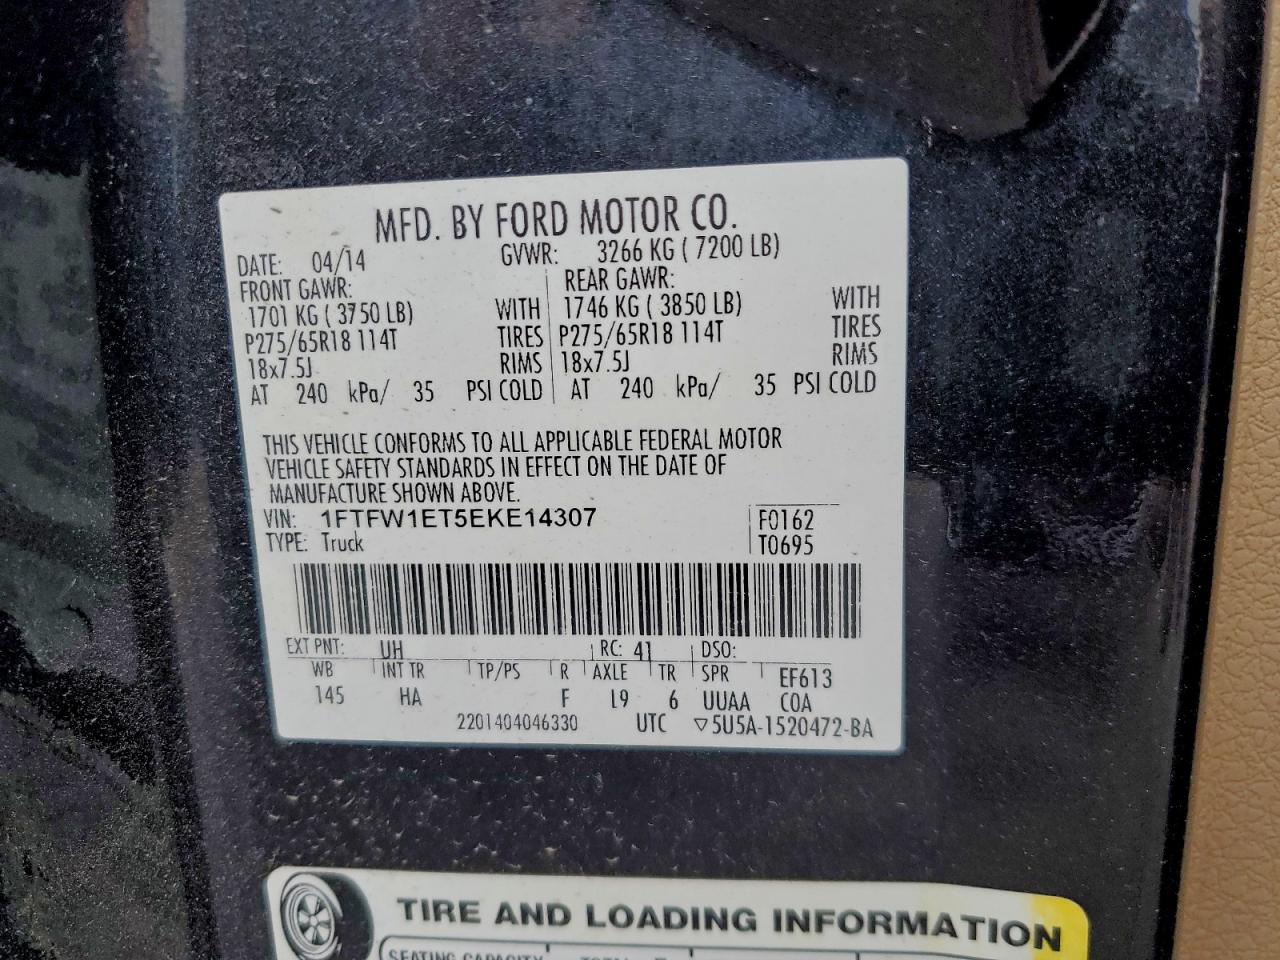 MFD. BY FORD MOTOR CO.
DATE: 04/14 GVWR: 3266 KG ( 7200 LB)
FRONT GAWR: REAR GAWR:
1701 KG ( 3750 LB) WITH 1746 KG ( 3850 LB) WITH
P275/65R18 114T TIRES P275/65R18 114T TIRES
18x7.5J RIMS 18x7.5J RIMS
AT 240 kPa/ 35 PSI COLD AT 240 kPa/ 35 PSI COLD
THIS VEHICLE CONFORMS TO ALL APPLICABLE FEDERAL MOTOR
VEHICLE SAFETY STANDARDS IN EFFECT ON THE DATE OF
MANUFACTURE SHOWN ABOVE.
VIN: 1FTFW1ET5EKE14307 F0162
TYPE: Truck T0695
EXT PNT: UH RC: 41 DSO:
WB INT TR TP/PS R AXLE TR SPR EF613
145 HA F L9 6 UUAA COA
2201404046330 UTC ▽5U5A-1520472-BA
TIRE AND LOADING INFORMATION
SEATING CAPACITY